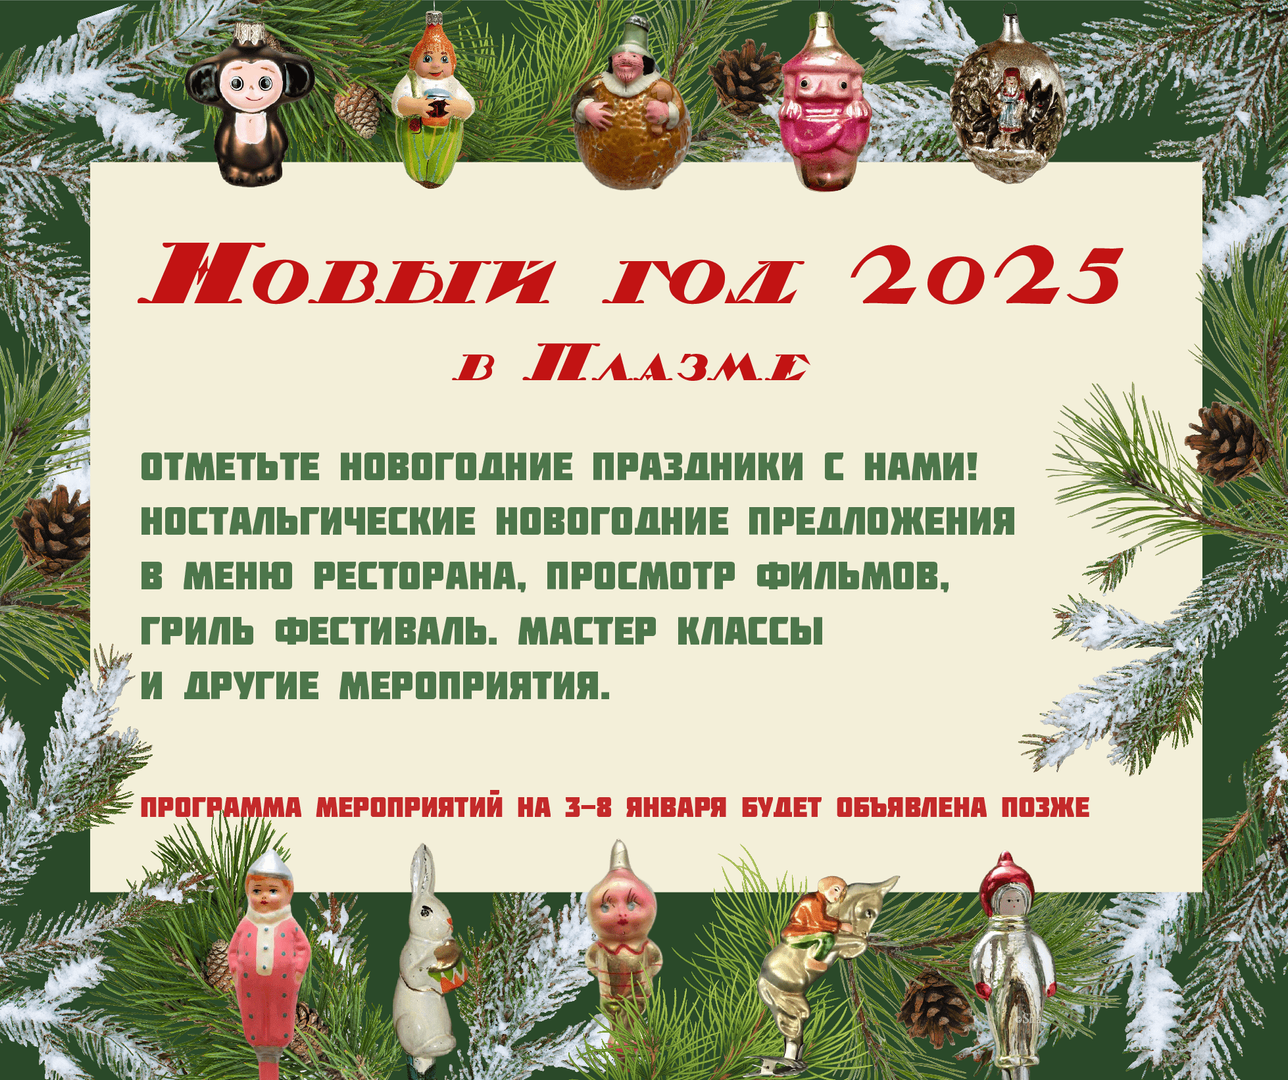 Новый год 2025
в Плазме
ОТМЕТЬТЕ НОВОГОДНИЕ ПРАЗДНИКИ С НАМИ!
НОСТАЛЬГИЧЕСКИЕ НОВОГОДНИЕ ПРЕДЛОЖЕНИЯ
В МЕНЮ РЕСТОРАНА, ПРОСМОТР ФИЛЬМОВ,
ГРИЛЬ ФЕСТИВАЛЬ. МАСТЕР КЛАССЫ
И ДРУГИЕ МЕРОПРИЯТИЯ.
ПРОГРАММА МЕРОПРИЯТИЙ НА 3-8 ЯНВАРЯ БУДЕТ ОБЪЯВЛЕНА ПОЗЖЕ